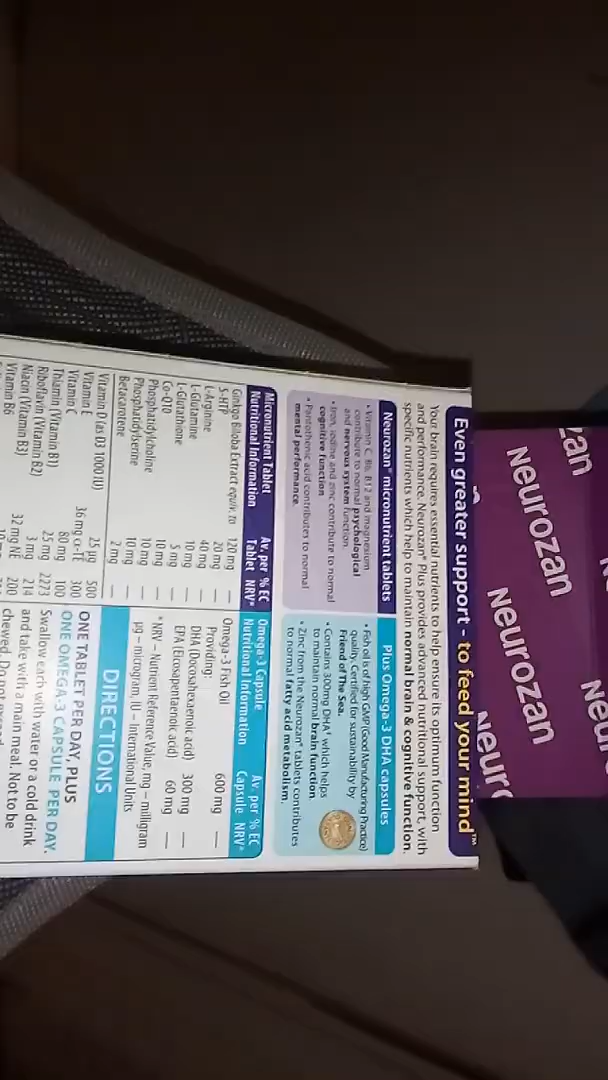 zan
Neurozan
Neurozan
Neuro
Even greater support - to feed your mind™
Your brain requires essential nutrients to help ensure its optimum function
and performance. Neurozan® Plus provides advanced nutritional support, with
specific nutrients which help to maintain normal brain & cognitive function.
Neurozan® micronutrient tablets
• Vitamin C, B6, B12 and magnesium
contribute to normal psychological
and nervous system function.
• Iron, iodine and zinc contribute to normal
cognitive function
• Pantothenic acid contributes to normal
mental performance.
Plus Omega-3 DHA capsules
• Fish oil is of high GMP (Good Manufacturing Practice)
quality. Certified for sustainability by
Friend of The Sea.
• Contains 300mg DHA† which helps
to maintain normal brain function.
• Zinc from the Neurozan® tablets contributes
to normal fatty acid metabolism.
Micronutrient Tablet Av. per % EC
Nutritional Information Tablet NRV*
Ginkgo Biloba Extract equiv. to 120 mg —
5-HTP 20 mg —
L-Arginine 40 mg —
L-Glutamine 10 mg —
L-Glutathione 5 mg —
Co-Q10 10 mg —
Phosphatidylcholine 10 mg —
Phosphatidylserine 10 mg —
Betacarotene 2 mg —
Vitamin D (as D3 1000 IU) 25 µg 500
Vitamin E 36 mg α-TE 300
Vitamin C 80 mg 100
Thiamin (Vitamin B1) 25 mg 2273
Riboflavin (Vitamin B2) 3 mg 214
Niacin (Vitamin B3) 32 mg NE 200
Vitamin B6
Omega-3 Capsule Av. per % EC
Nutritional Information Capsule NRV*
Omega-3 Fish Oil 600 mg —
Providing:
DHA (Docosahexaenoic acid) 300 mg —
EPA (Eicosapentaenoic acid) 60 mg —
*NRV – Nutrient Reference Value, mg – milligram
µg – microgram, IU – International Units
DIRECTIONS
ONE TABLET PER DAY, PLUS
ONE OMEGA-3 CAPSULE PER DAY.
Swallow each with water or a cold drink
and take with a main meal. Not to be
chewed. Do not exceed